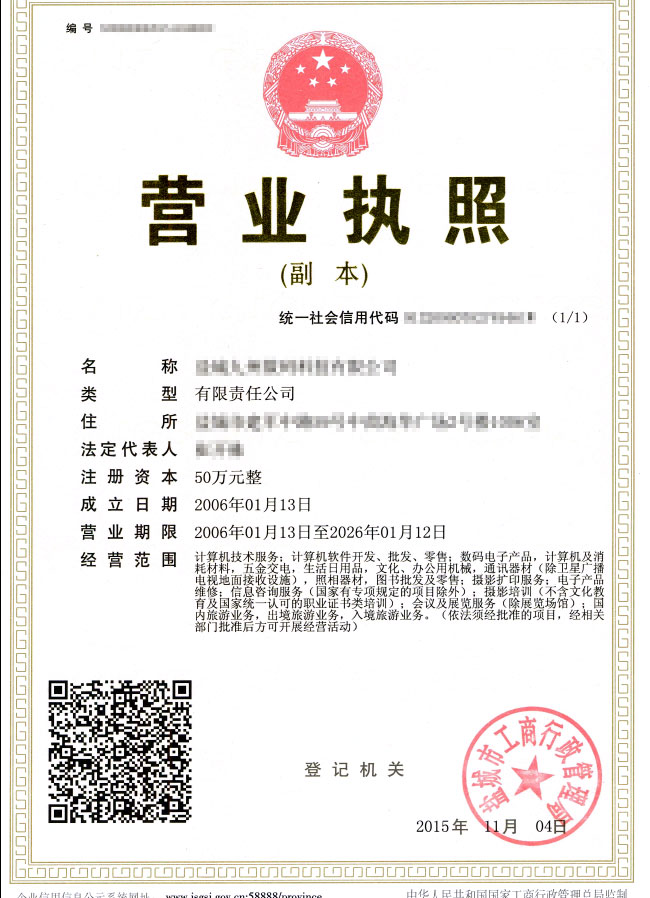 编号
营业执照
(副 本)
统一社会信用代码 （1/1）
名 称
类 型 有限责任公司
住 所
法定代表人
注册资本 50万元整
成立日期 2006年01月13日
营业期限 2006年01月13日至2026年01月12日
经营范围 计算机技术服务；计算机软件开发、批发、零售；数码电子产品，计算机及消
耗材料，五金交电，生活日用品，文化、办公用机械，通讯器材（除卫星广播
电视地面接收设施），照相器材，图书批发及零售；摄影扩印服务；电子产品
维修；信息咨询服务（国家有专项规定的项目除外）；摄影培训（不含文化教
育及国家统一认可的职业证书类培训）；会议及展览服务（除展览场馆）；国
内旅游业务，出境旅游业务，入境旅游业务。（依法须经批准的项目，经相关
部门批准后方可开展经营活动）
登记机关
盐城市工商行政管理局
2015年 11月 04日
企业信用信息公示系统网址 www.jsgsj.gov.cn:58888/province
中华人民共和国国家工商行政管理总局监制